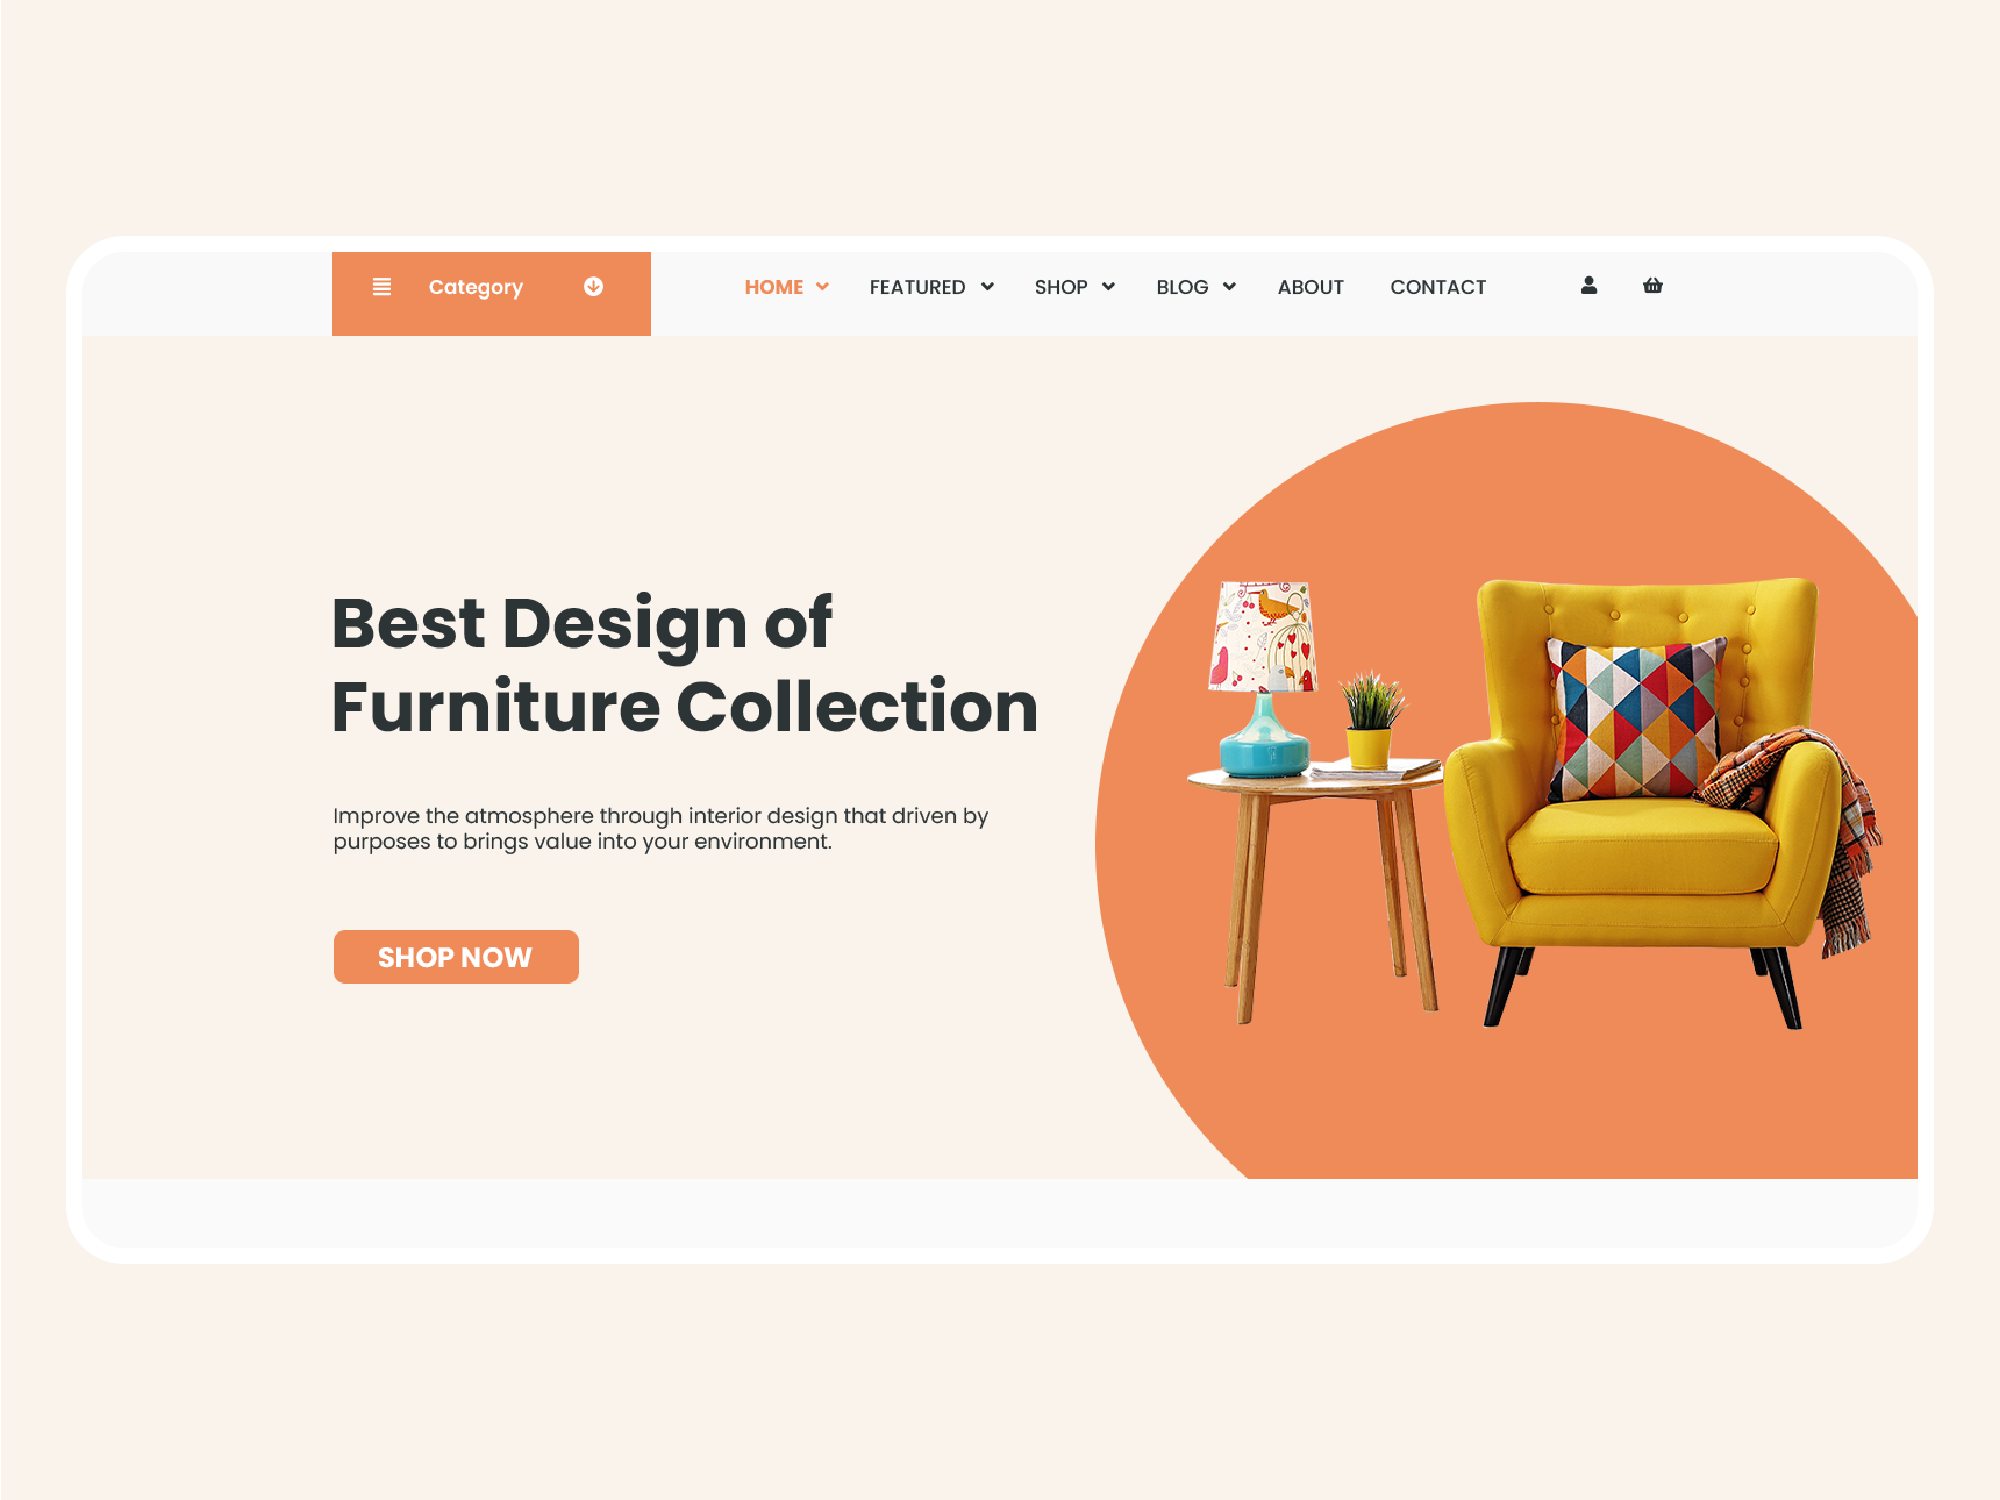 Category
HOME
FEATURED
SHOP
BLOG
ABOUT
CONTACT
Best Design of
Furniture Collection
Improve the atmosphere through interior design that driven by
purposes to brings value into your environment.
SHOP NOW